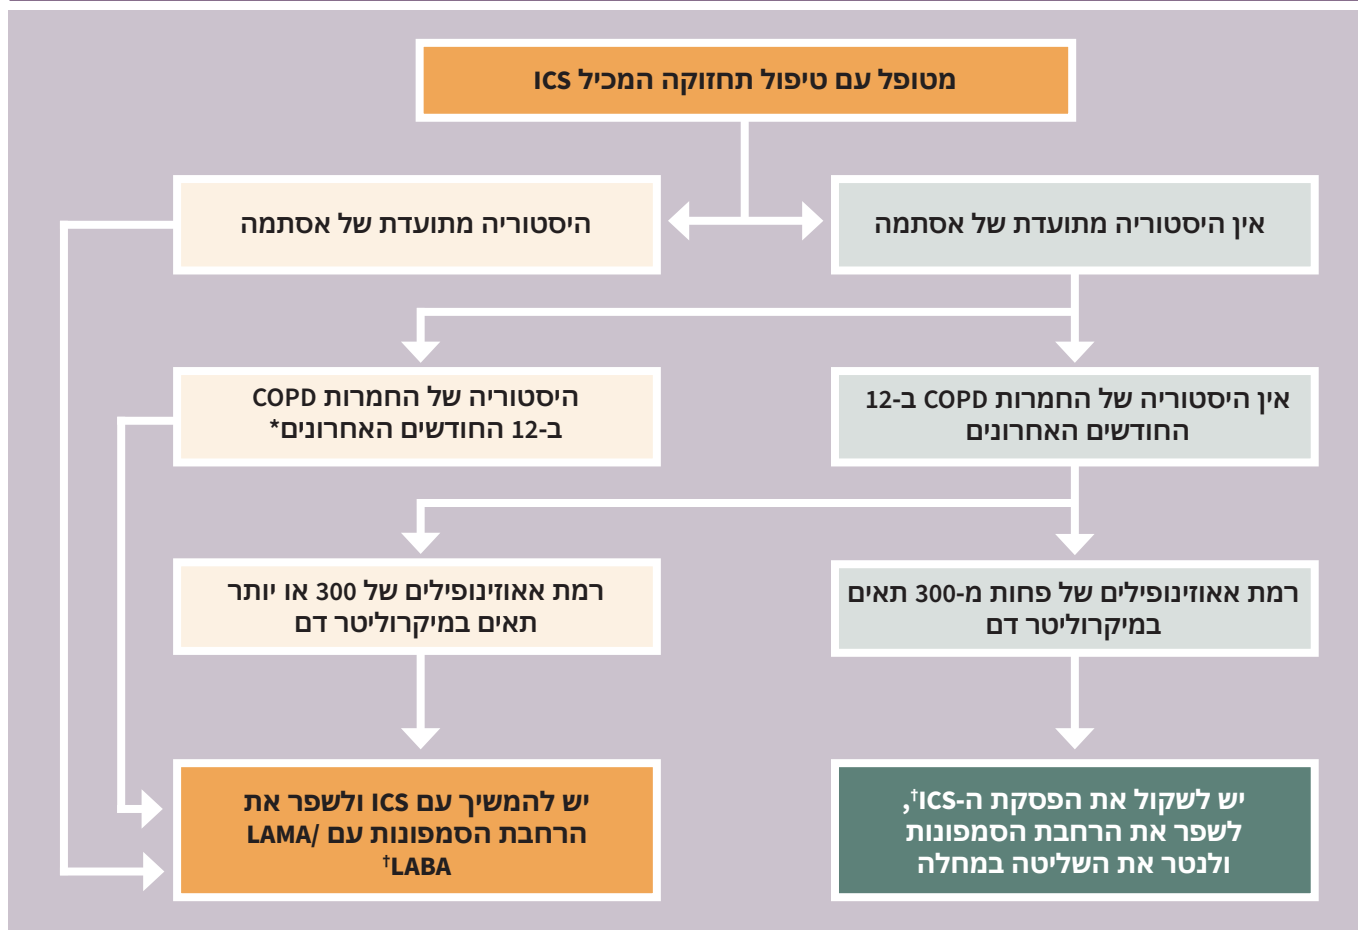 מטופל עם טיפול תחזוקה המכיל ICS
אין היסטוריה מתועדת של אסתמה
היסטוריה מתועדת של אסתמה
אין היסטוריה של החמרות COPD ב-12
החודשים האחרונים
היסטוריה של החמרות COPD
ב-12 החודשים האחרונים*
רמת אאוזינופילים של פחות מ-300 תאים
במיקרוליטר דם
רמת אאוזינופילים של 300 או יותר
תאים במיקרוליטר דם
יש לשקול את הפסקת ה-ICS†,
לשפר את הרחבת הסמפונות
ולנטר את השליטה במחלה
יש להמשיך עם ICS ולשפר את
הרחבת הסמפונות עם LAMA/
LABA†